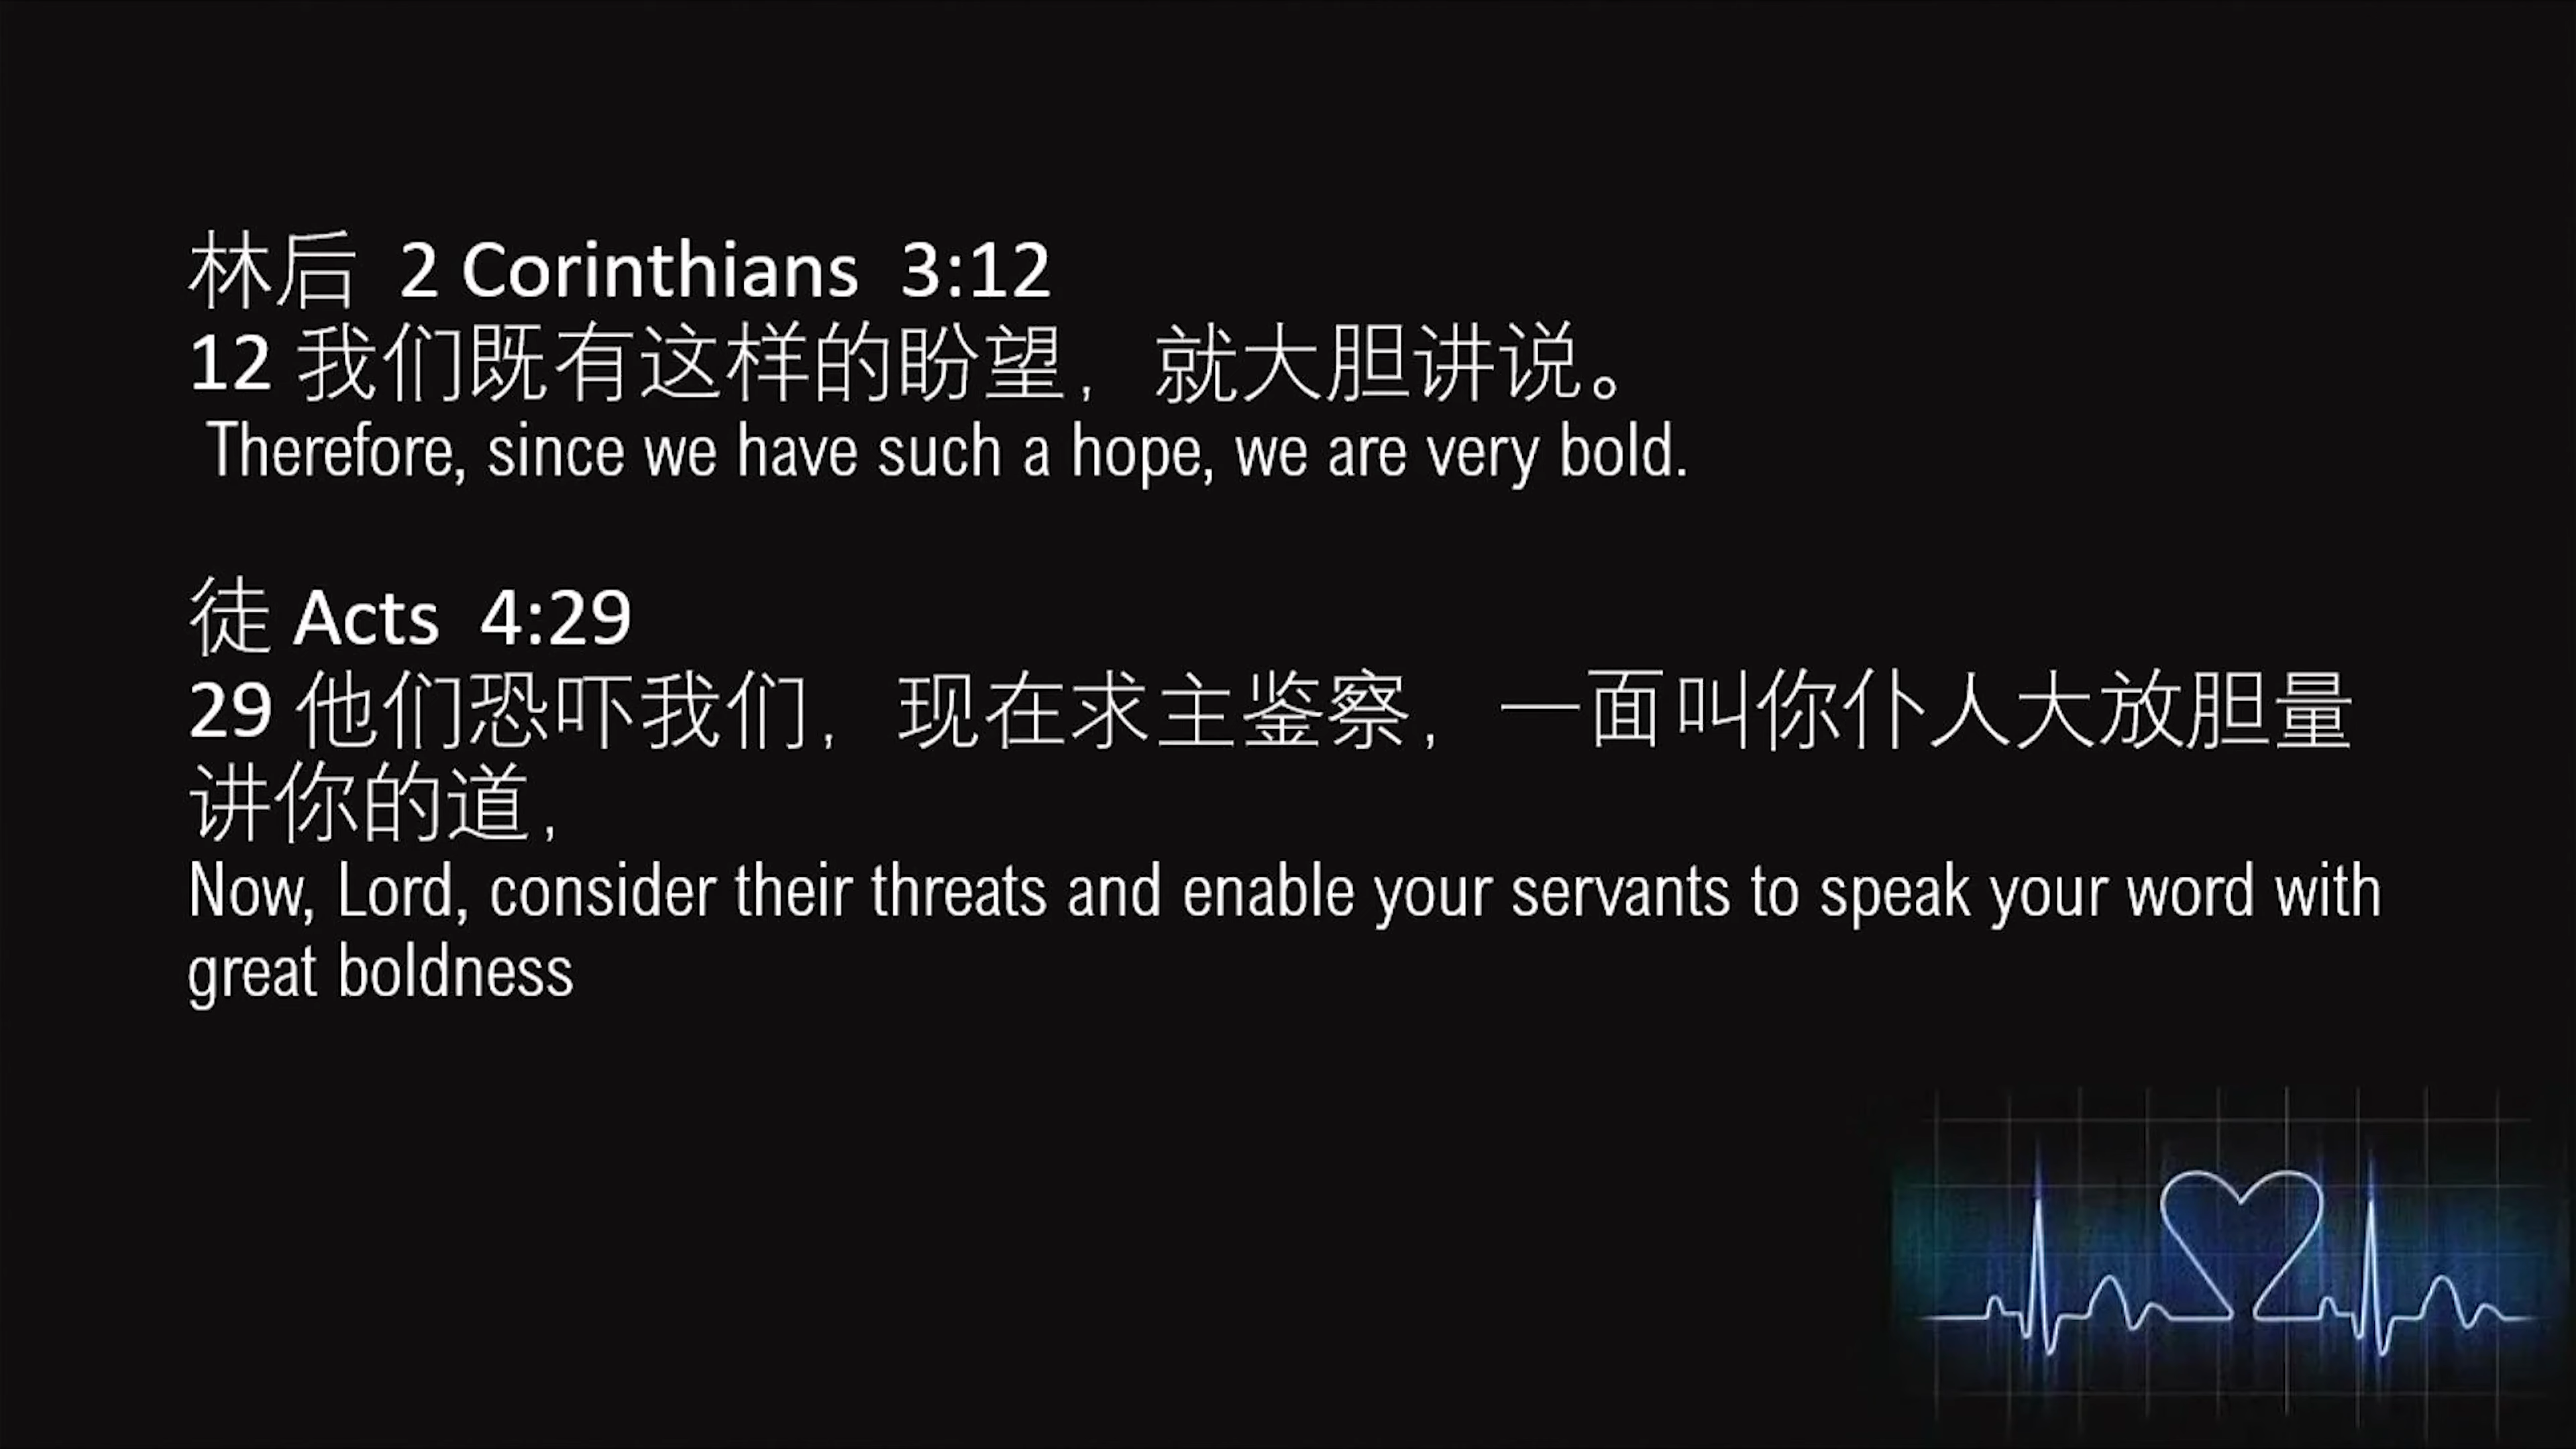 林后 2 Corinthians 3:12
12 我们既有这样的盼望，就大胆讲说。
Therefore, since we have such a hope, we are very bold.
徒 Acts 4:29
29 他们恐吓我们，现在求主鉴察，一面叫你仆人大放胆量
讲你的道，
Now, Lord, consider their threats and enable your servants to speak your word with
great boldness